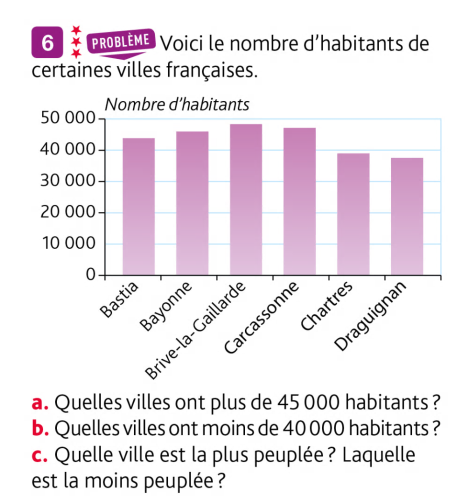 6 PROBLÈME Voici le nombre d'habitants de
certaines villes françaises.
Nombre d'habitants
50 000
40 000
30 000
20 000
10 000
0
Bastia
Bayonne
Brive-la-Gaillarde
Carcassonne
Chartres
Draguignan
a. Quelles villes ont plus de 45 000 habitants ?
b. Quelles villes ont moins de 40 000 habitants ?
c. Quelle ville est la plus peuplée ? Laquelle
est la moins peuplée ?